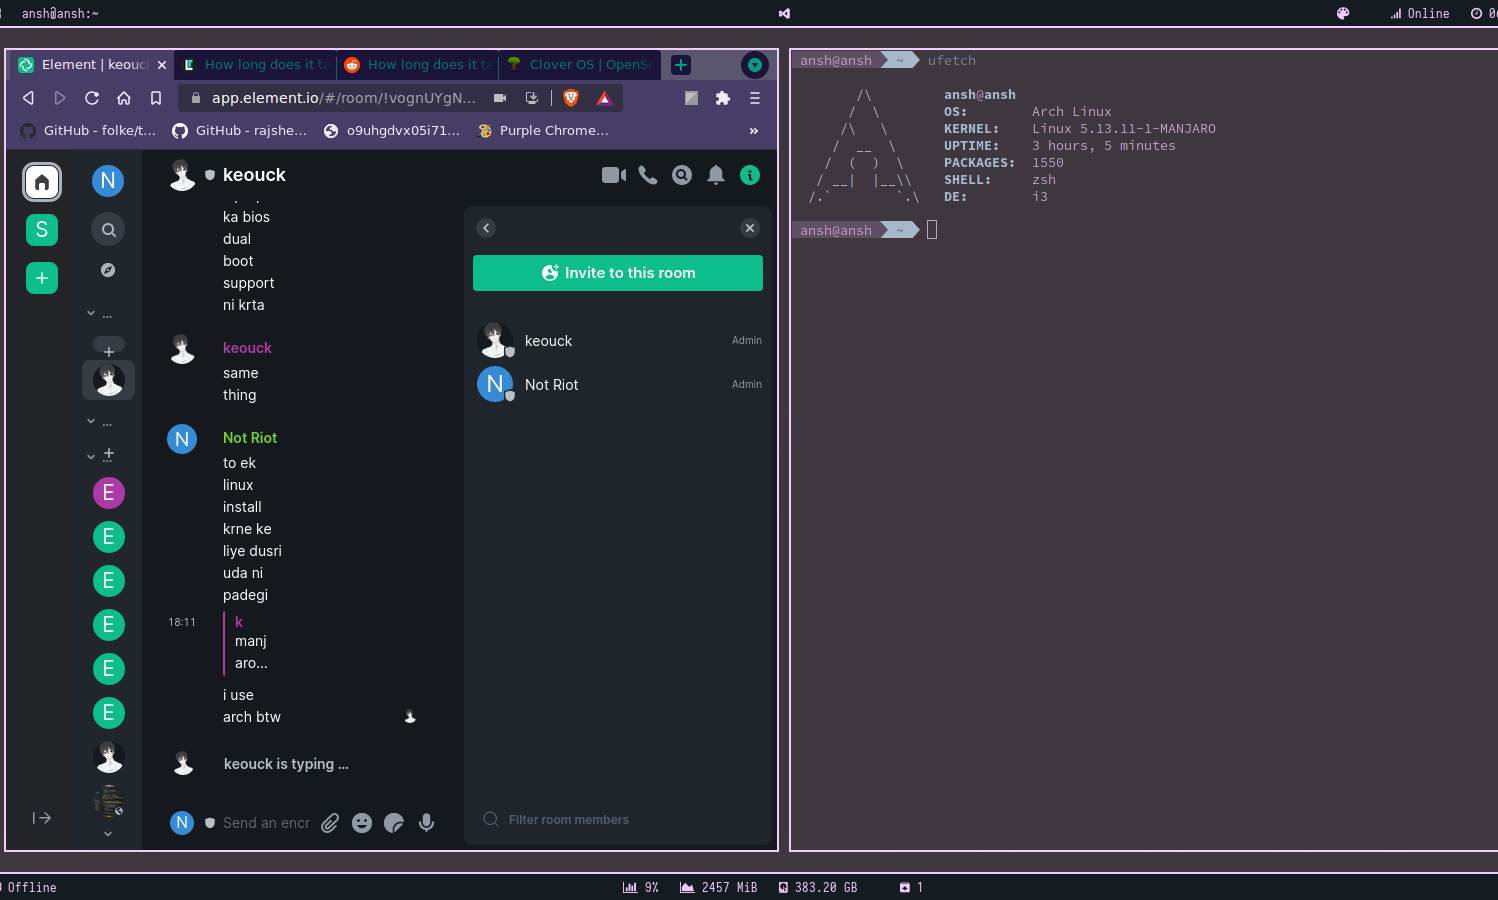 ansh@ansh:~
Online
Element | keouc
How long does it ta
How long does it ta
Clover OS | OpenSo
app.element.io/#/room/!vognUYgN...
GitHub - folke/t...
GitHub - rajshe...
o9uhgdvx05i71...
Purple Chrome...
»
N
S
+
keouck
ka bios
dual
boot
support
ni krta
keouck
same
thing
Not Riot
to ek
linux
install
krne ke
liye dusri
uda ni
padegi
18:11
k
manj
aro...
i use
arch btw
keouck is typing ...
N
Send an encr
...
+
...
+
...
E
E
E
E
E
E
N
Invite to this room
keouck
Admin
N
Not Riot
Admin
Filter room members
ansh@ansh ~ ufetch
/\ ansh@ansh
/  \ OS: Arch Linux
/\   \ KERNEL: Linux 5.13.11-1-MANJARO
/  __  \ UPTIME: 3 hours, 5 minutes
/  (  )  \ PACKAGES: 1550
/ __|  |__\\ SHELL: zsh
/.`        `.\ DE: i3
ansh@ansh ~
Offline
9%
2457 MiB
383.20 GB
1